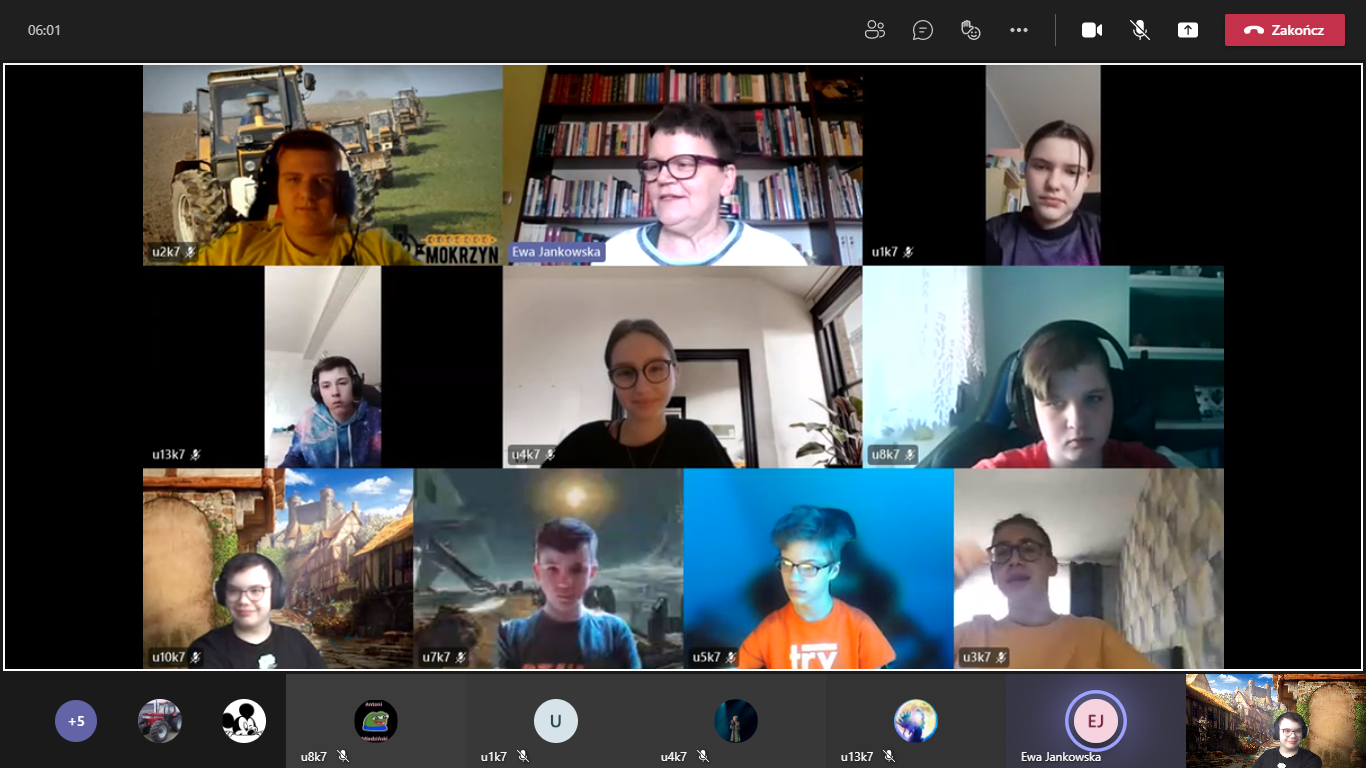 06:01
Zakończ
MOKRZYN
u2k7
Ewa Jankowska
u1k7
u13k7
u4k7
u8k7
try
u10k7
u7k7
u5k7
u3k7
+5
Antoni
U
EJ
u8k7
u1k7
u4k7
u13k7
Ewa Jankowska